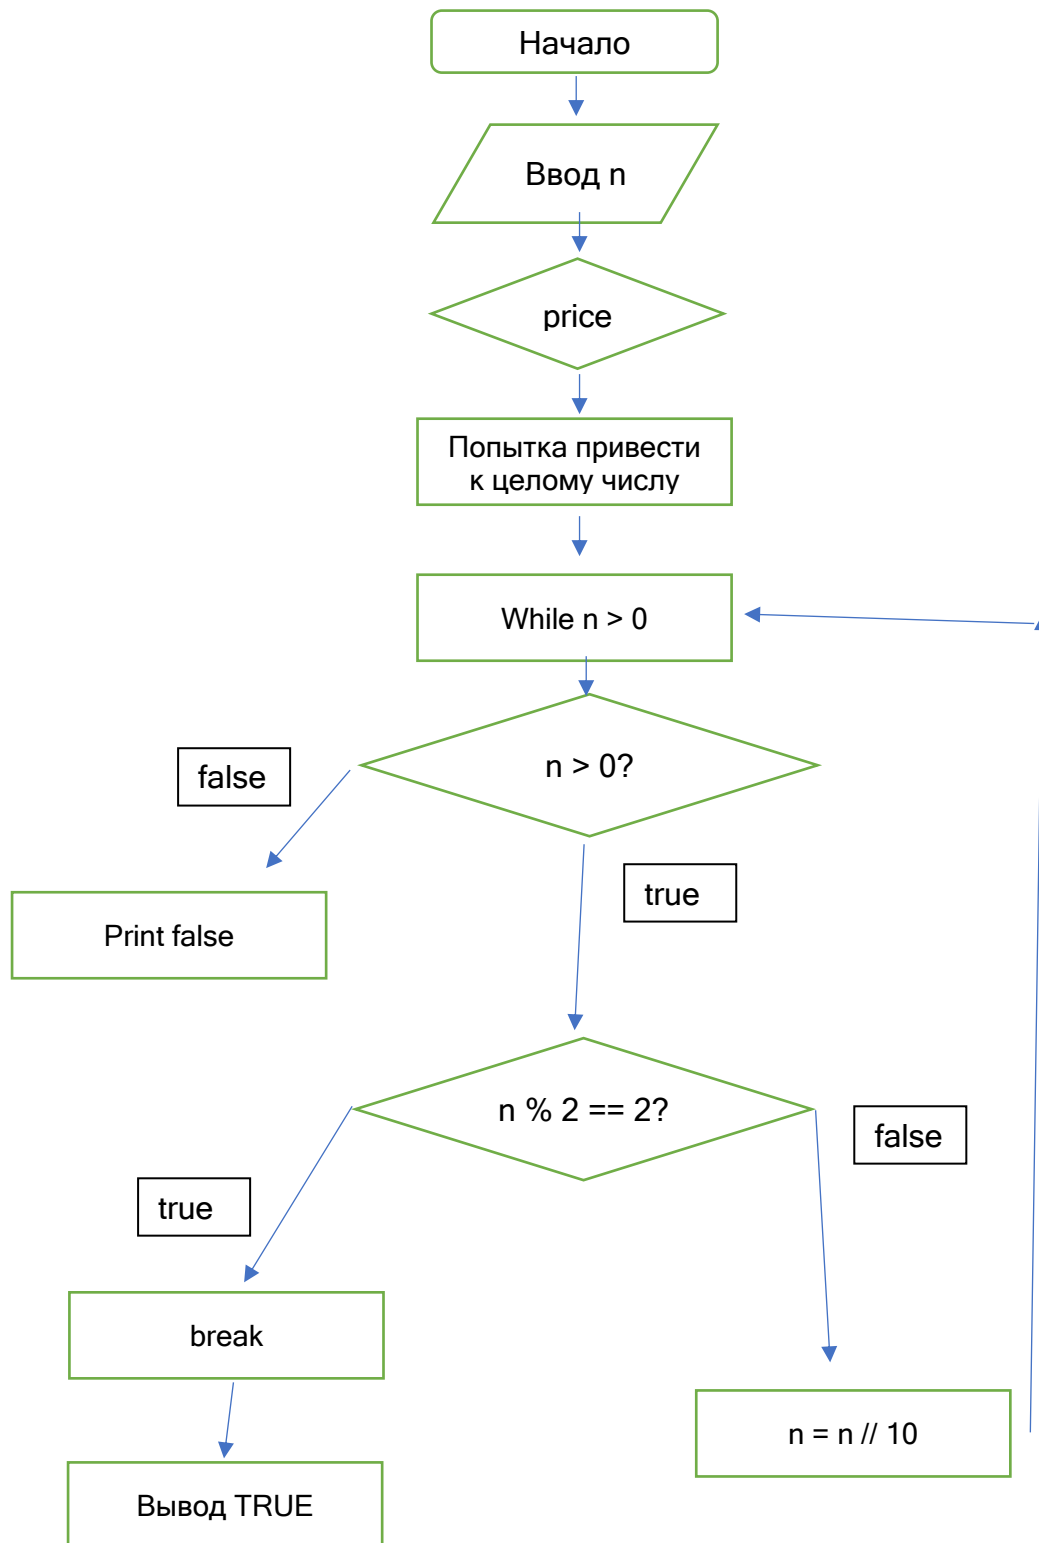 Начало
Ввод n
price
Попытка привести
к целому числу
While n > 0
n > 0?
false
true
Print false
n % 2 == 2?
false
true
break
n = n // 10
Вывод TRUE